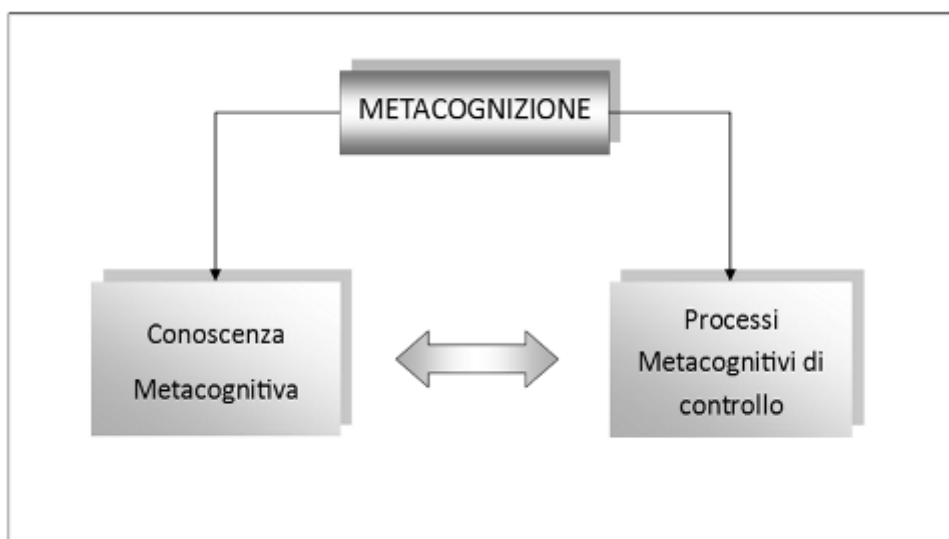 METACOGNIZIONE
Conoscenza
Metacognitiva
Processi
Metacognitivi di
controllo